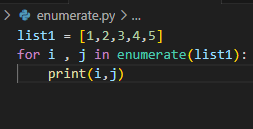 > enumerate.py > ...
list1 = [1,2,3,4,5]
for i , j in enumerate(list1):
    print(i,j)